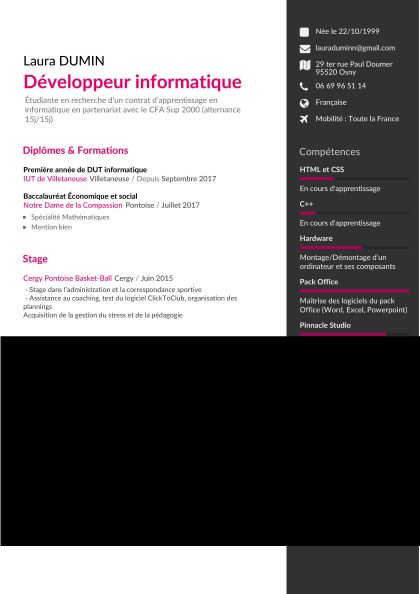 Laura DUMIN
Développeur informatique
Étudiante en recherche d'un contrat d'apprentissage en
informatique en partenariat avec le CFA Sup 2000 (alternance
15j/15j)
Diplômes & Formations
Première année de DUT informatique
IUT de Villetaneuse Villetaneuse / Depuis Septembre 2017
Baccalauréat Économique et social
Notre Dame de la Compassion Pontoise / Juillet 2017
Spécialité Mathématiques
Mention bien
Stage
Cergy Pontoise Basket-Ball Cergy / Juin 2015
- Stage dans l'administration et la correspondance sportive
- Assistance au coaching, test du logiciel ClickToClub, organisation des
plannings
Acquisition de la gestion du stress et de la pédagogie
Née le 22/10/1999
lauraduminn@gmail.com
29 ter rue Paul Doumer
95520 Osny
06 69 96 51 14
Française
Mobilité : Toute la France
Compétences
HTML et CSS
En cours d'apprentissage
C++
En cours d'apprentissage
Hardware
Montage/Démontage d'un
ordinateur et ses composants
Pack Office
Maîtrise des logiciels du pack
Office (Word, Excel, Powerpoint)
Pinnacle Studio